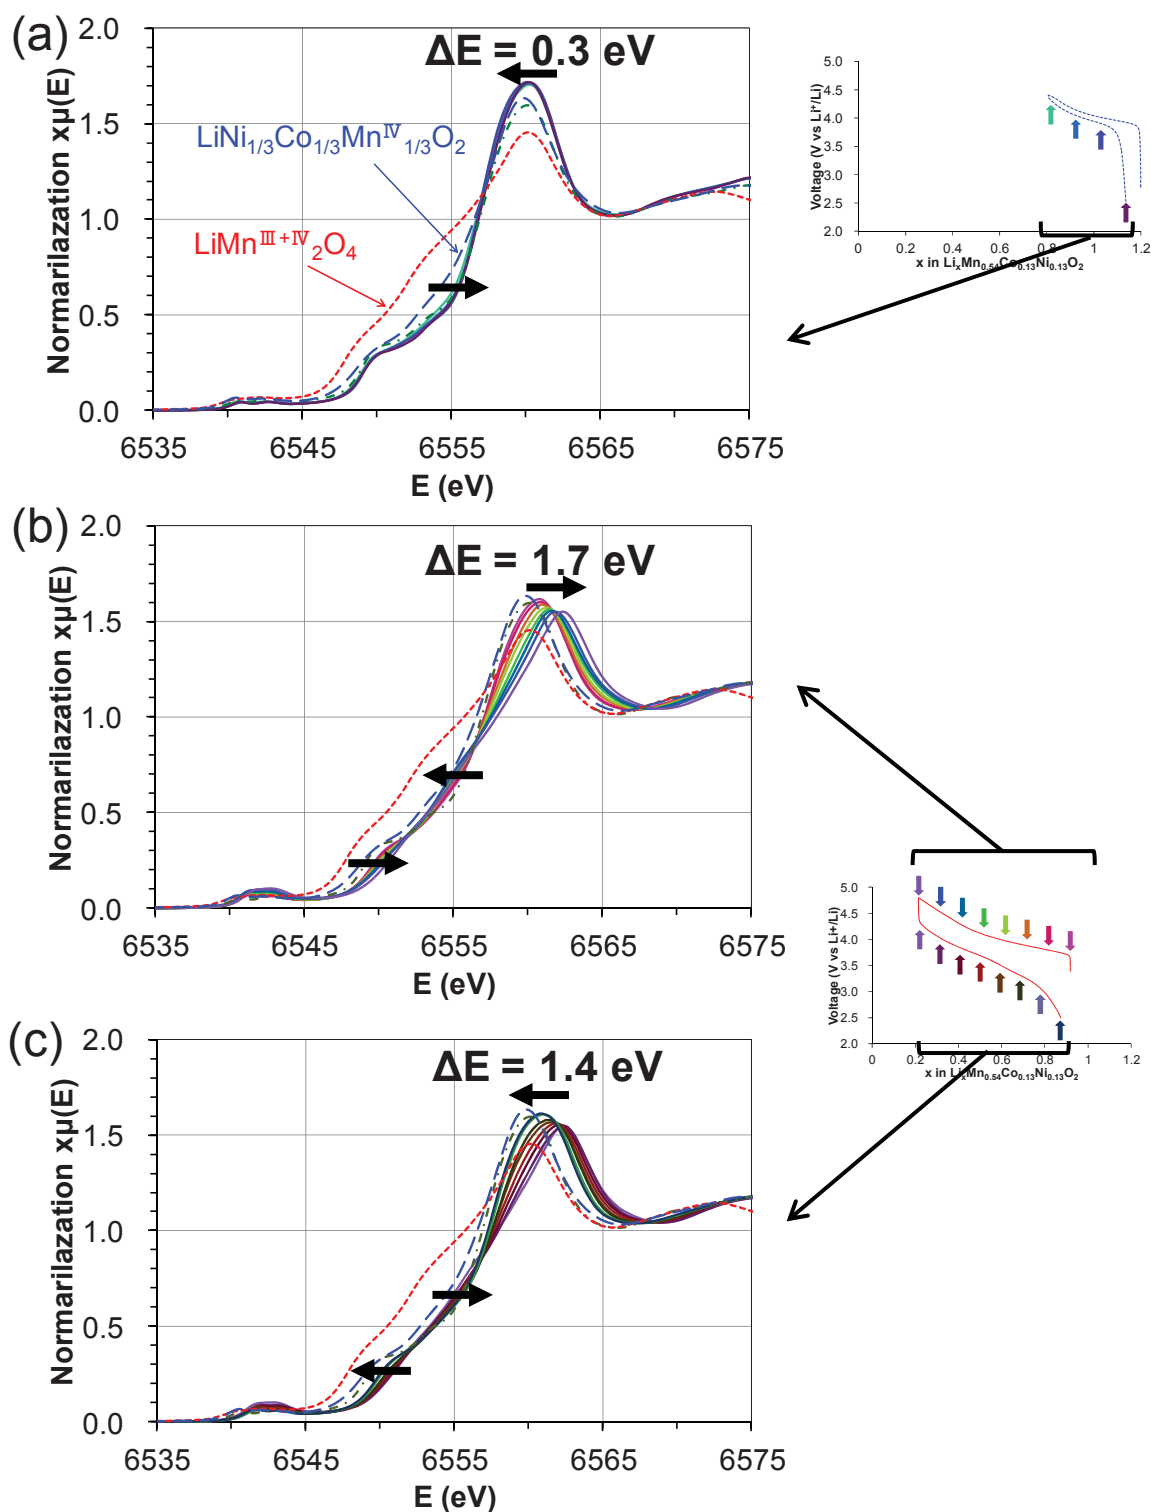 (a)
ΔE = 0.3 eV
LiNi1/3Co1/3Mn^IV 1/3O2
LiMn^III+IV 2O4
Normarilazation xμ(E)
2.0
1.5
1.0
0.5
0.0
6535 6545 6555 6565 6575
E (eV)
Voltage (V vs Li+/Li)
5.0
4.5
4.0
3.5
3.0
2.5
2.0
0 0.2 0.4 0.6 0.8 1 1.2
x in LixMn0.54Co0.13Ni0.13O2
(b)
ΔE = 1.7 eV
Normarilazation xμ(E)
2.0
1.5
1.0
0.5
0.0
6535 6545 6555 6565 6575
E (eV)
Voltage (V vs Li+/Li)
5.0
4.5
4.0
3.5
3.0
2.5
2.0
0 0.2 0.4 0.6 0.8 1 1.2
x in LixMn0.54Co0.13Ni0.13O2
(c)
ΔE = 1.4 eV
Normarilazation xμ(E)
2.0
1.5
1.0
0.5
0.0
6535 6545 6555 6565 6575
E (eV)